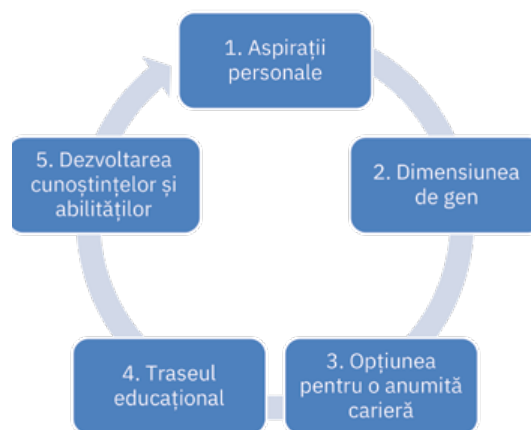 1. Aspirații
personale
2. Dimensiunea
de gen
3. Opțiunea
pentru o anumită
carieră
4. Traseul
educațional
5. Dezvoltarea
cunoștințelor și
abilităților